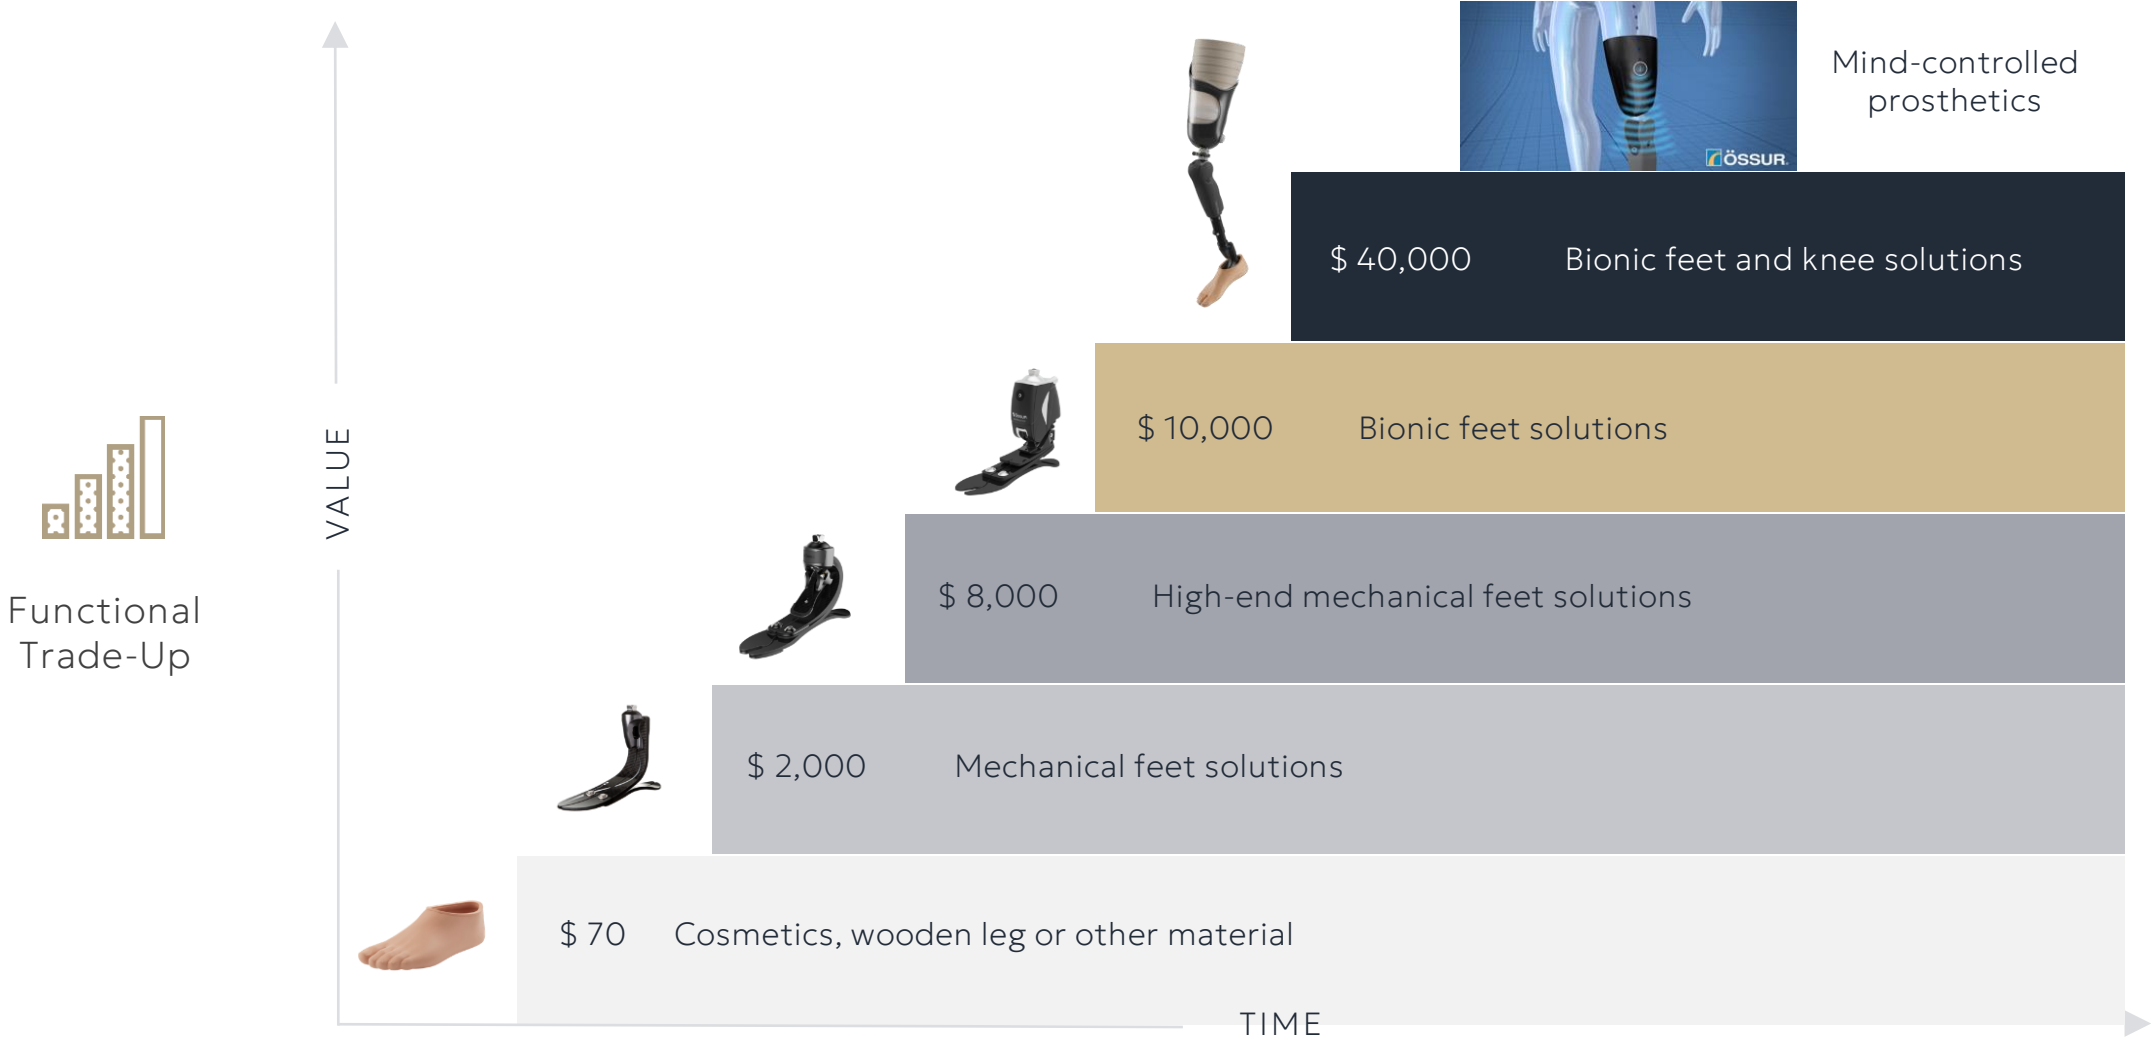 Mind-controlled
prosthetics
ÖSSUR
$ 40,000 Bionic feet and knee solutions
$ 10,000 Bionic feet solutions
VALUE
$ 8,000 High-end mechanical feet solutions
Functional
Trade-Up
$ 2,000 Mechanical feet solutions
$ 70 Cosmetics, wooden leg or other material
TIME